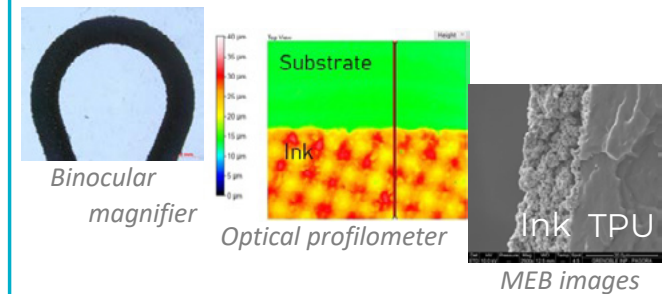 Binocular
magnifier
Top View
Height
40 µm
35 µm
30 µm
25 µm
20 µm
15 µm
10 µm
5 µm
0 µm
Substrate
Ink
Optical profilometer
Ink TPU
MEB images